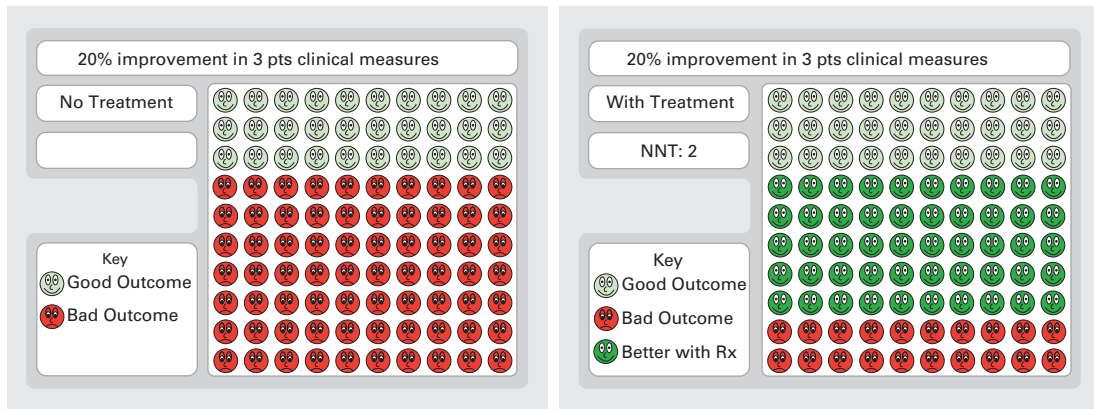 20% improvement in 3 pts clinical measures
No Treatment
Key
Good Outcome
Bad Outcome
20% improvement in 3 pts clinical measures
With Treatment
NNT: 2
Key
Good Outcome
Bad Outcome
Better with Rx